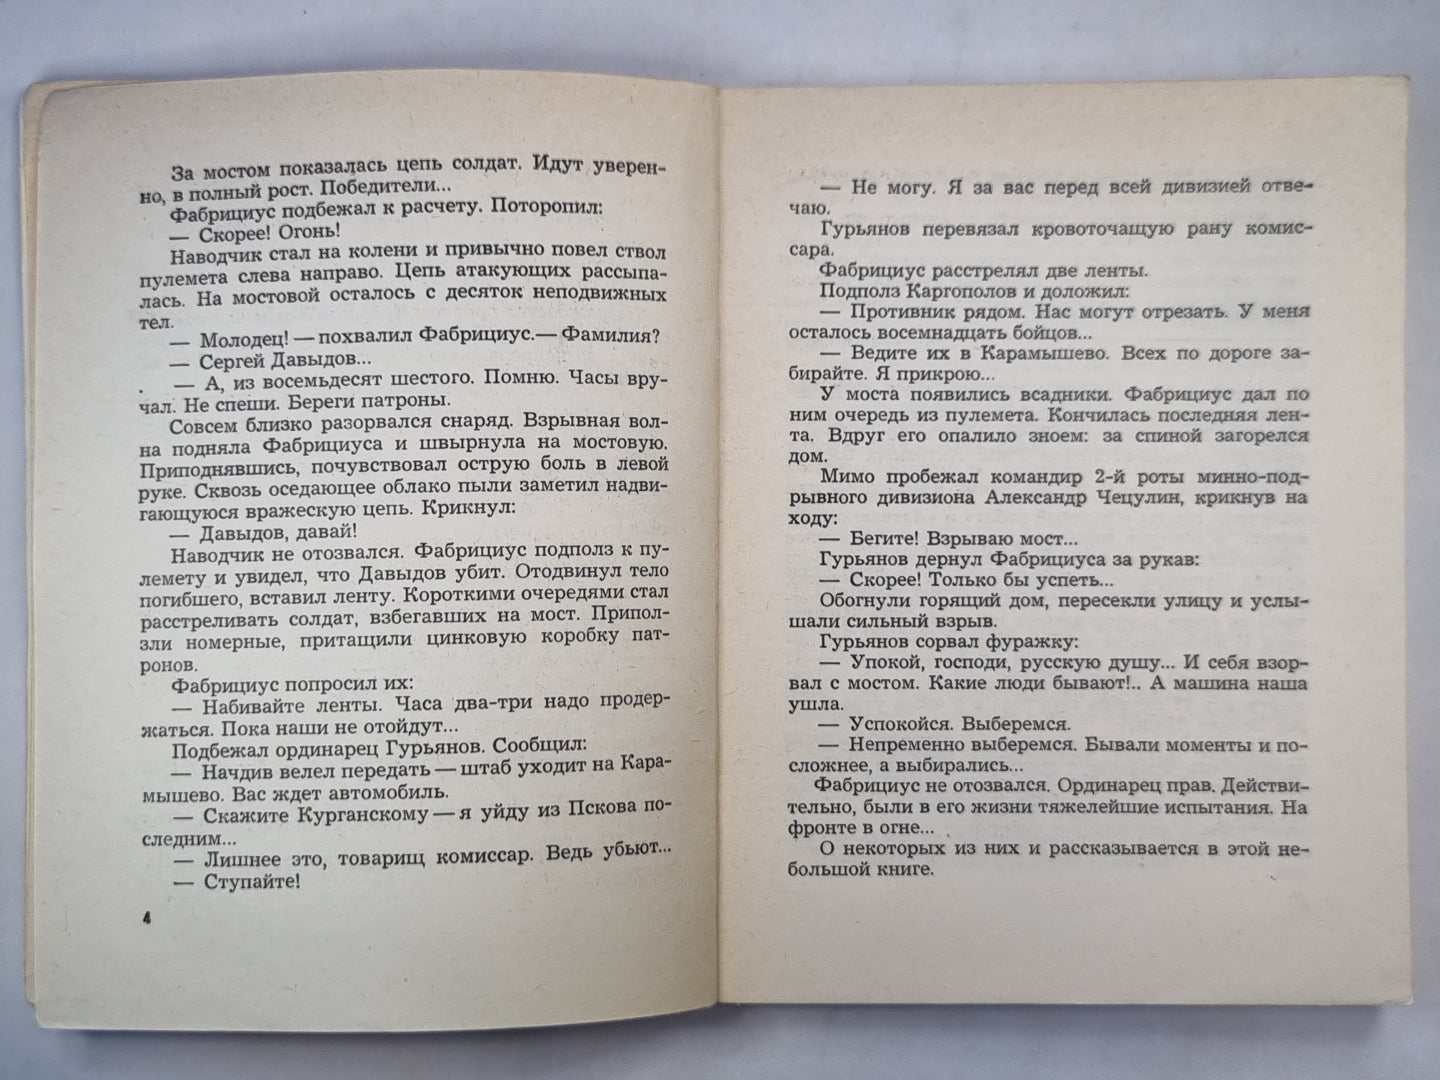 За мостом показалась цепь солдат. Идут уверен-
но, в полный рост. Победители...
Фабрициус подбежал к расчету. Поторопил:
— Скорее! Огонь!
Наводчик стал на колени и привычно повел ствол
пулемета слева направо. Цепь атакующих рассыпа-
лась. На мостовой осталось с десяток неподвижных
тел.
— Молодец! — похвалил Фабрициус.— Фамилия?
— Сергей Давыдов...
— А, из восемьдесят шестого. Помню. Часы вру-
чал. Не спеши. Береги патроны.
Совсем близко разорвался снаряд. Взрывная вол-
на подняла Фабрициуса и швырнула на мостовую.
Приподнявшись, почувствовал острую боль в левой
руке. Сквозь оседающее облако пыли заметил надви-
гающуюся вражескую цепь. Крикнул:
— Давыдов, давай!
Наводчик не отозвался. Фабрициус подполз к пу-
лемету и увидел, что Давыдов убит. Отодвинул тело
погибшего, вставил ленту. Короткими очередями стал
расстреливать солдат, взбегавших на мост. Припол-
зли номерные, притащили цинковую коробку пат-
ронов.
Фабрициус попросил их:
— Набивайте ленты. Часа два-три надо продер-
жаться. Пока наши не отойдут...
Подбежал ординарец Гурьянов. Сообщил:
— Начдив велел передать — штаб уходит на Кара-
мышево. Вас ждет автомобиль.
— Скажите Курганскому — я уйду из Пскова по-
следним...
— Лишнее это, товарищ комиссар. Ведь убьют...
— Ступайте!
4
— Не могу. Я за вас перед всей дивизией отве-
чаю.
Гурьянов перевязал кровоточащую рану комис-
сара.
Фабрициус расстрелял две ленты.
Подполз Каргополов и доложил:
— Противник рядом. Нас могут отрезать. У меня
осталось восемнадцать бойцов...
— Ведите их в Карамышево. Всех по дороге за-
бирайте. Я прикрою...
У моста появились всадники. Фабрициус дал по
ним очередь из пулемета. Кончилась последняя лен-
та. Вдруг его опалило зноем: за спиной загорелся
дом.
Мимо пробежал командир 2-й роты минно-под-
рывного дивизиона Александр Чецулин, крикнув на
ходу:
— Бегите! Взрываю мост...
Гурьянов дернул Фабрициуса за рукав:
— Скорее! Только бы успеть...
Обогнули горящий дом, пересекли улицу и услы-
шали сильный взрыв.
Гурьянов сорвал фуражку:
— Упокой, господи, русскую душу... И себя взор-
вал с мостом. Какие люди бывают!.. А машина наша
ушла.
— Успокойся. Выберемся.
— Непременно выберемся. Бывали моменты и по-
сложнее, а выбирались...
Фабрициус не отозвался. Ординарец прав. Действи-
тельно, были в его жизни тяжелейшие испытания. На
фронте в огне...
О некоторых из них и рассказывается в этой не-
большой книге.